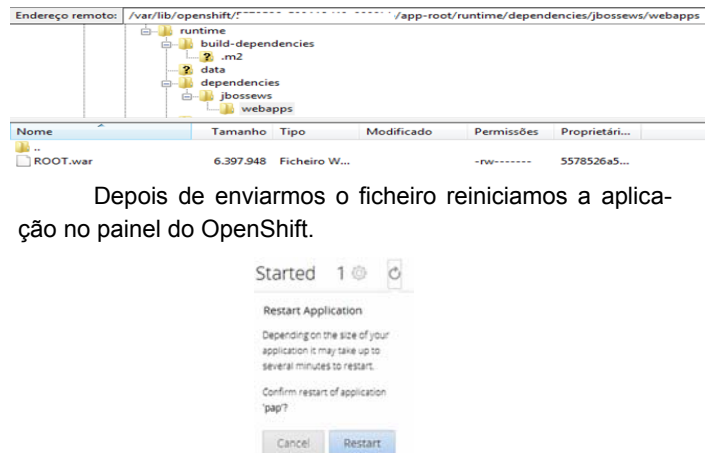 Endereço remoto: /var/lib/openshift/ /app-root/runtime/dependencies/jbossews/webapps
runtime
build-dependencies
? .m2
? data
dependencies
jbossews
webapps
Nome Tamanho Tipo Modificado Permissões Proprietári...
..
ROOT.war 6.397.948 Ficheiro W... -rw------- 5578526a5...
Depois de enviarmos o ficheiro reiniciamos a aplica-
ção no painel do OpenShift.
Started 1
Restart Application
Depending on the size of your
application it may take up to
several minutes to restart.
Confirm restart of application
'pap'?
Cancel Restart